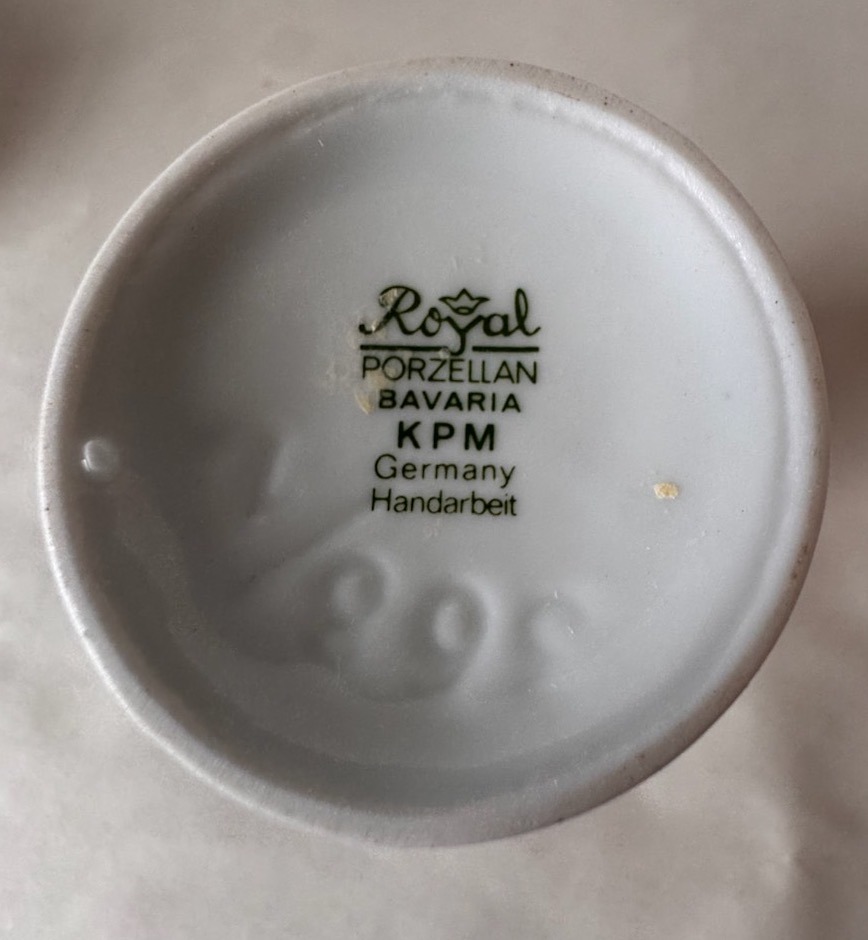 Royal
PORZELLAN
BAVARIA
KPM
Germany
Handarbeit